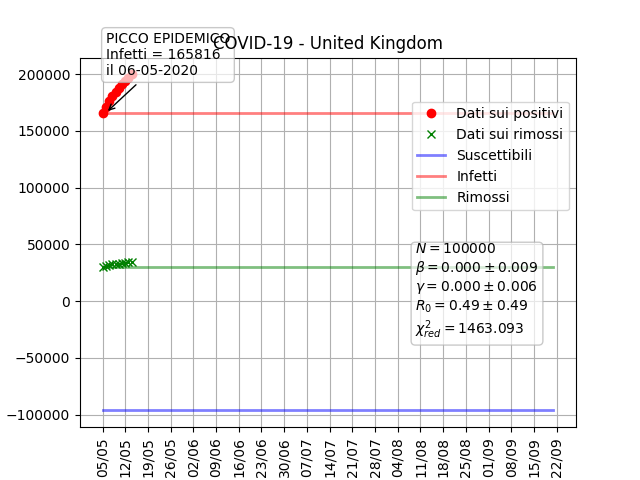 PICCO EPIDEMICO
Infetti = 165816
il 06-05-2020
COVID-19 - United Kingdom
200000
150000
100000
50000
0
−50000
−100000
Dati sui positivi
Dati sui rimossi
Suscettibili
Infetti
Rimossi
N = 100000
β = 0.000 ± 0.009
γ = 0.000 ± 0.006
R₀ = 0.49 ± 0.49
χ²red = 1463.093
05/05
12/05
19/05
26/05
02/06
09/06
16/06
23/06
30/06
07/07
14/07
21/07
28/07
04/08
11/08
18/08
25/08
01/09
08/09
15/09
22/09